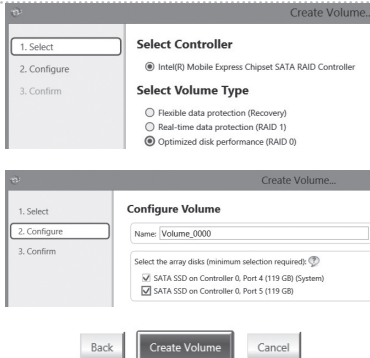 Create Volume...
1. Select
Select Controller
Intel(R) Mobile Express Chipset SATA RAID Controller
2. Configure
3. Confirm
Select Volume Type
Flexible data protection (Recovery)
Real-time data protection (RAID 1)
Optimized disk performance (RAID 0)
Create Volume...
1. Select
Configure Volume
2. Configure
Name: Volume_0000
3. Confirm
Select the array disks (minimum selection required):
SATA SSD on Controller 0, Port 4 (119 GB) (System)
SATA SSD on Controller 0, Port 5 (119 GB)
Back
Create Volume
Cancel